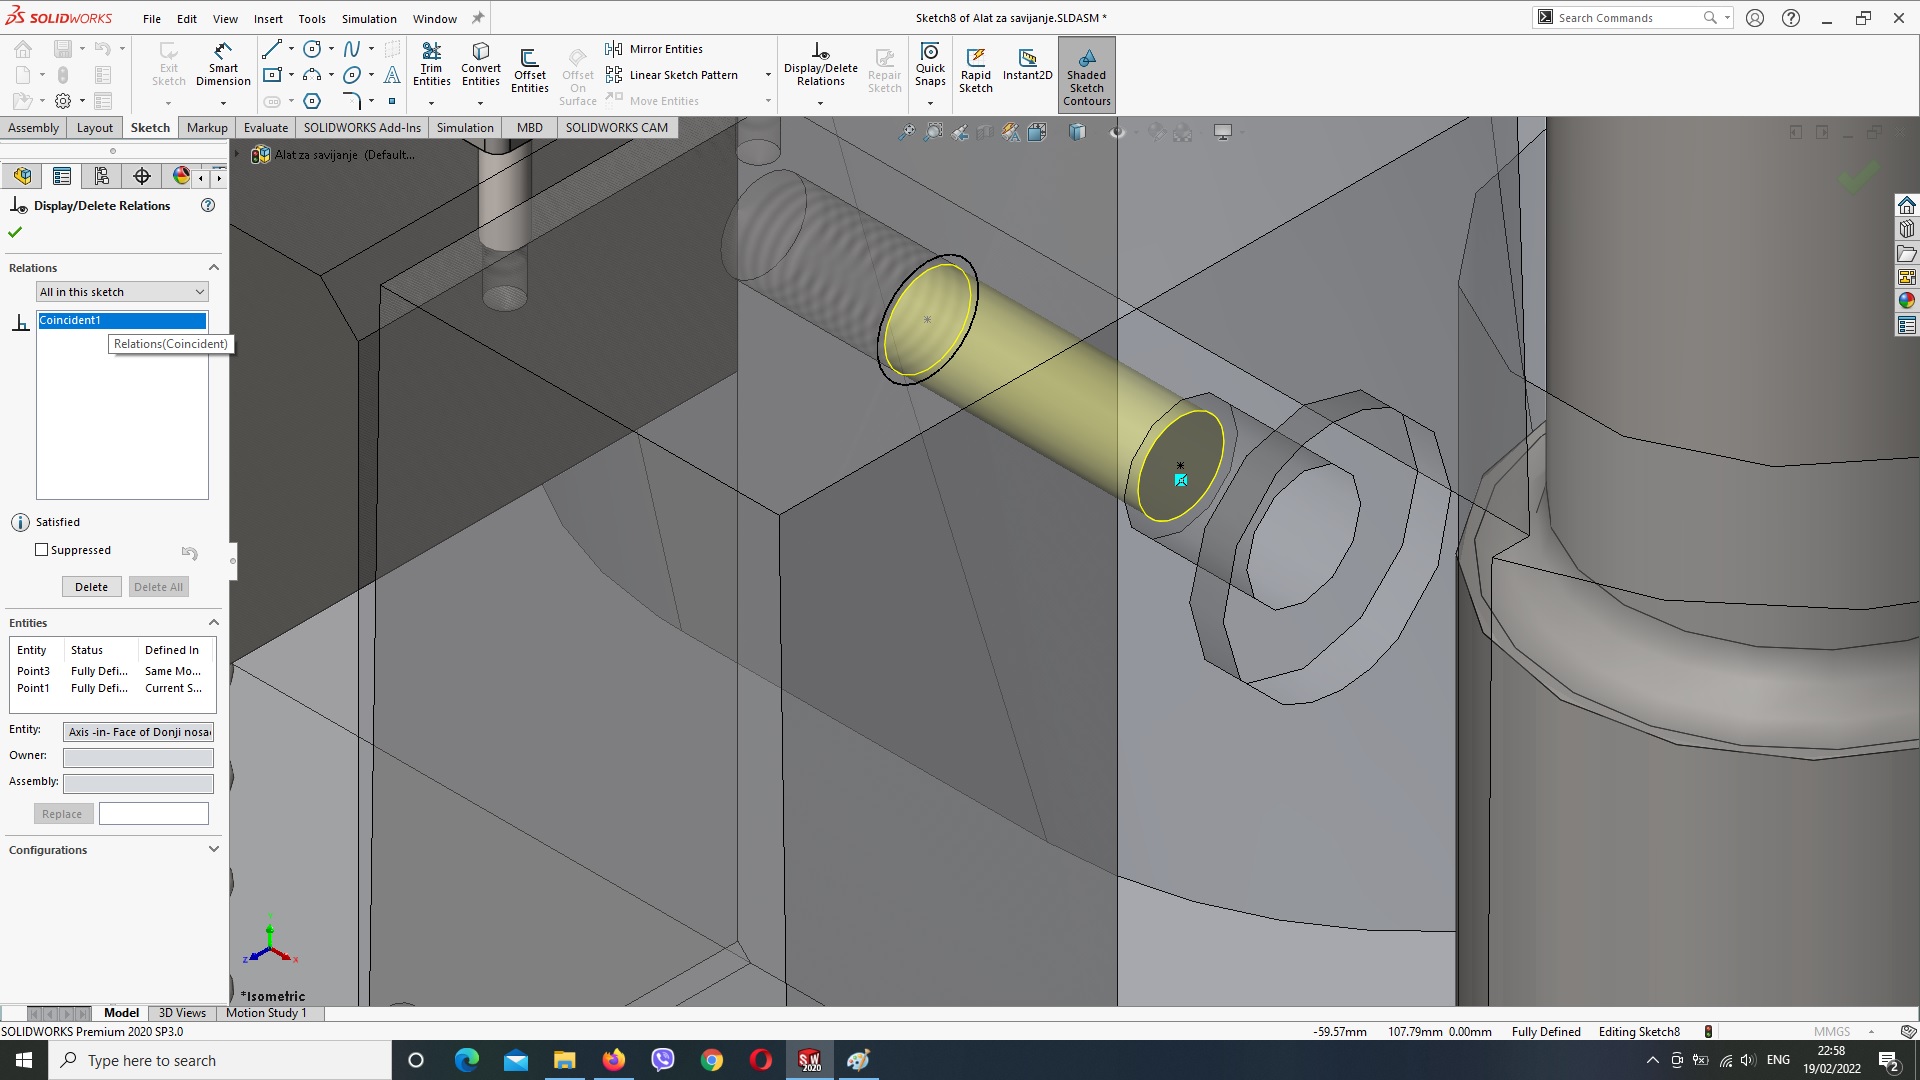 SOLIDWORKS File Edit View Insert Tools Simulation Window
Sketch8 of Alat za savijanje.SLDASM *
Search Commands
Exit Sketch
Smart Dimension
Trim Entities
Convert Entities
Offset Entities
Offset On Surface
Mirror Entities
Linear Sketch Pattern
Move Entities
Display/Delete Relations
Repair Sketch
Quick Snaps
Rapid Sketch
Instant2D
Shaded Sketch Contours
Assembly Layout Sketch Markup Evaluate SOLIDWORKS Add-Ins Simulation MBD SOLIDWORKS CAM
Alat za savijanje (Default...
Display/Delete Relations
Relations
All in this sketch
Coincident1
Relations(Coincident)
Satisfied
Suppressed
Delete Delete All
Entities
Entity Status Defined In
Point3 Fully Defi... Same Mo...
Point1 Fully Defi... Current S...
Entity: Axis -in- Face of Donji nosa
Owner:
Assembly:
Replace
Configurations
Y
Z
X
*Isometric
Model 3D Views Motion Study 1
SOLIDWORKS Premium 2020 SP3.0
-59.57mm 107.79mm 0.00mm Fully Defined Editing Sketch8 MMGS
Type here to search
SW 2020
ENG
22:58
19/02/2022
2